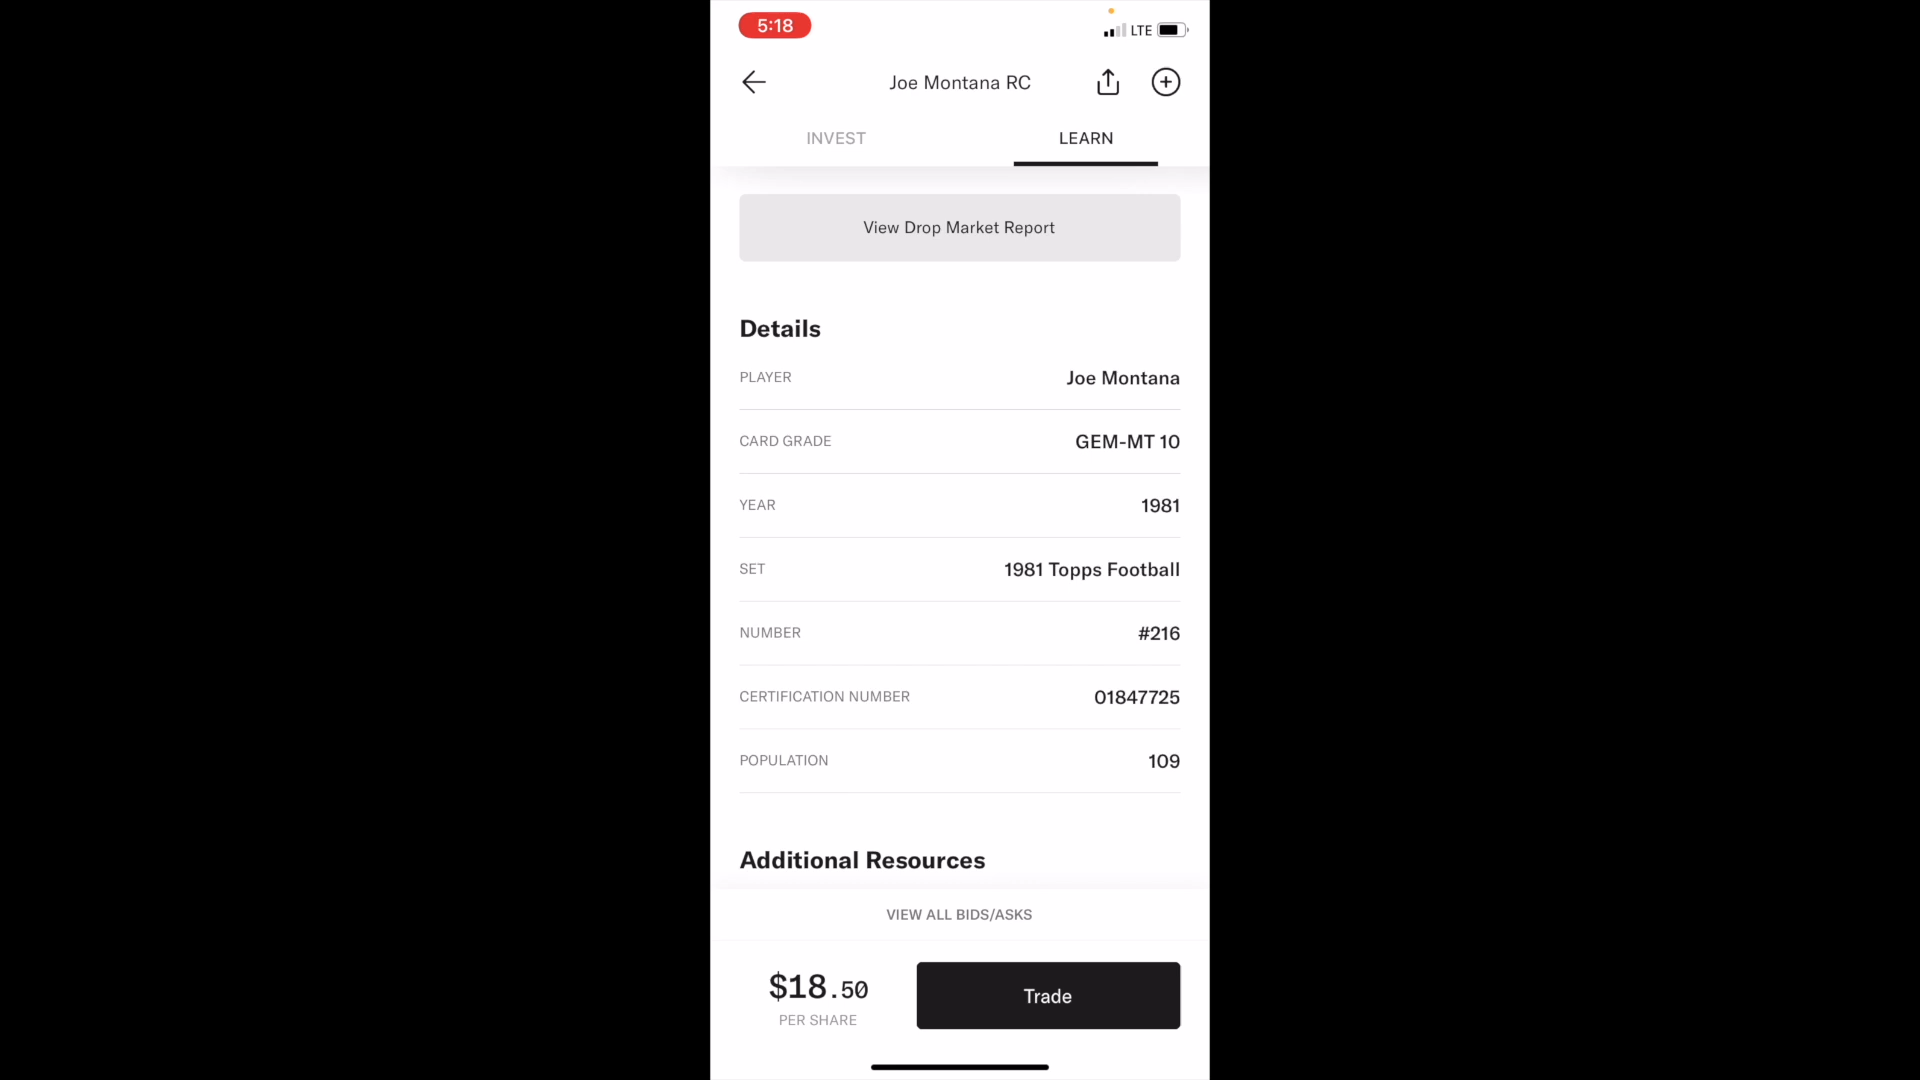 5:18
LTE
Joe Montana RC
INVEST
LEARN
View Drop Market Report
Details
PLAYER
Joe Montana
CARD GRADE
GEM-MT 10
YEAR
1981
SET
1981 Topps Football
NUMBER
#216
CERTIFICATION NUMBER
01847725
POPULATION
109
Additional Resources
VIEW ALL BIDS/ASKS
$18.50
PER SHARE
Trade